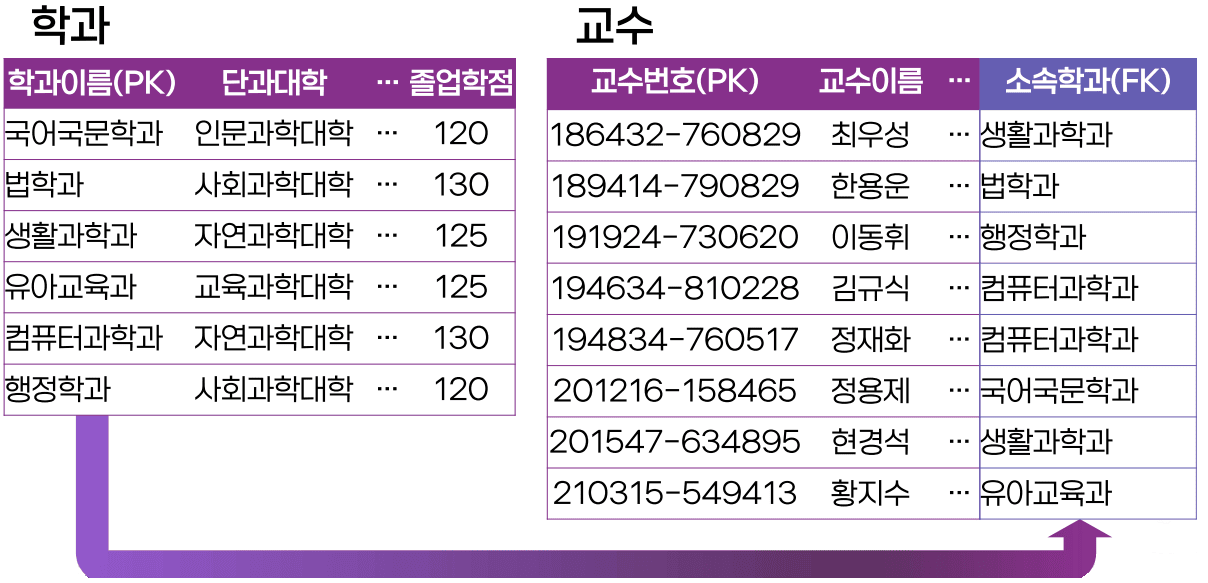 학과
학과이름(PK) 단과대학 ··· 졸업학점
국어국문학과 인문과학대학 ··· 120
법학과 사회과학대학 ··· 130
생활과학과 자연과학대학 ··· 125
유아교육과 교육과학대학 ··· 125
컴퓨터과학과 자연과학대학 ··· 130
행정학과 사회과학대학 ··· 120
교수
교수번호(PK) 교수이름 ··· 소속학과(FK)
186432-760829 최우성 ··· 생활과학과
189414-790829 한용운 ··· 법학과
191924-730620 이동휘 ··· 행정학과
194634-810228 김규식 ··· 컴퓨터과학과
194834-760517 정재화 ··· 컴퓨터과학과
201216-158465 정용제 ··· 국어국문학과
201547-634895 현경석 ··· 생활과학과
210315-549413 황지수 ··· 유아교육과